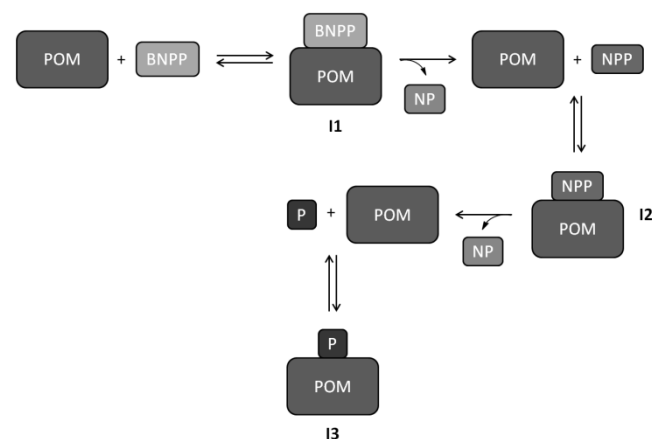 POM + BNPP
BNPP
POM
I1
NP
POM + NPP
NPP
POM
I2
NP
P + POM
P
POM
I3